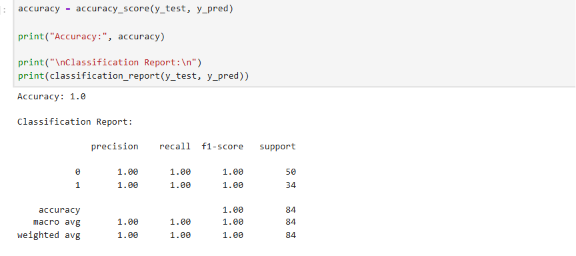 accuracy = accuracy_score(y_test, y_pred)
print("Accuracy:", accuracy)
print("\nClassification Report:\n")
print(classification_report(y_test, y_pred))
Accuracy: 1.0
Classification Report:
precision recall f1-score support
0 1.00 1.00 1.00 50
1 1.00 1.00 1.00 34
accuracy 1.00 84
macro avg 1.00 1.00 1.00 84
weighted avg 1.00 1.00 1.00 84